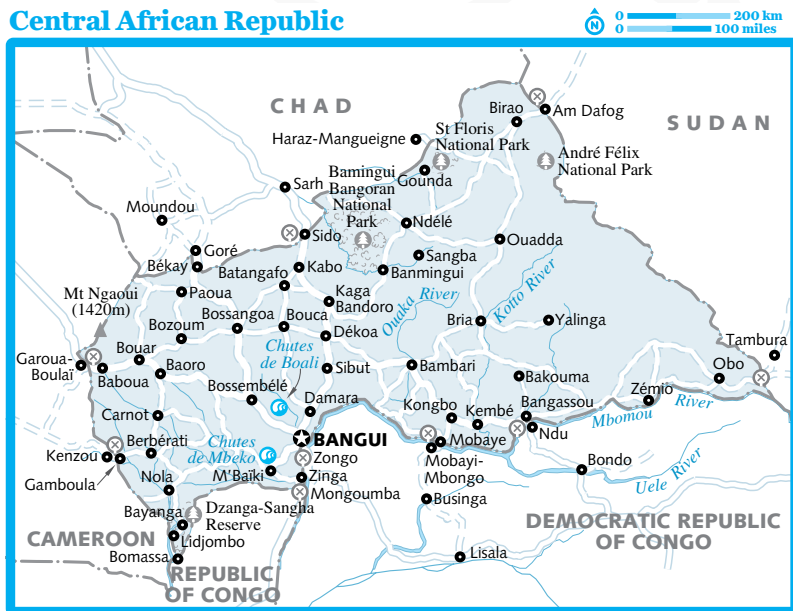 Central African Republic
N
0 200 km
0 100 miles
CHAD
SUDAN
Birao
Am Dafog
Haraz-Mangueigne
St Floris
National Park
André Félix
National Park
Bamingui
Bangoran
National
Park
Gounda
Sarh
Moundou
Ndélé
Sido
Ouadda
Goré
Békay
Sangba
Batangafo
Kabo
Banmingui
Mt Ngaoui
(1420m)
Paoua
Kaga
Bandoro
Ouaka River
Kotto River
Bossangoa
Bouca
Bozoum
Dékoa
Bria
Yalinga
Chutes
de Boali
Tambura
Garoua-
Boulaï
Bouar
Baoro
Sibut
Bambari
Obo
Baboua
Bossembélé
Bakouma
Zémio
Damara
Carnot
Kongbo
Kembé
Bangassou
Mbomou River
BANGUI
Mobaye
Ndu
Chutes
de Mbeko
Berbérati
Kenzou
Zongo
Mobayi-
Mbongo
Bondo
Uele River
Gamboula
Nola
M'Baïki
Zinga
Mongoumba
Businga
Bayanga
Dzanga-Sangha
Reserve
DEMOCRATIC REPUBLIC
OF CONGO
CAMEROON
Lidjombo
Bomassa
Lisala
REPUBLIC
OF CONGO